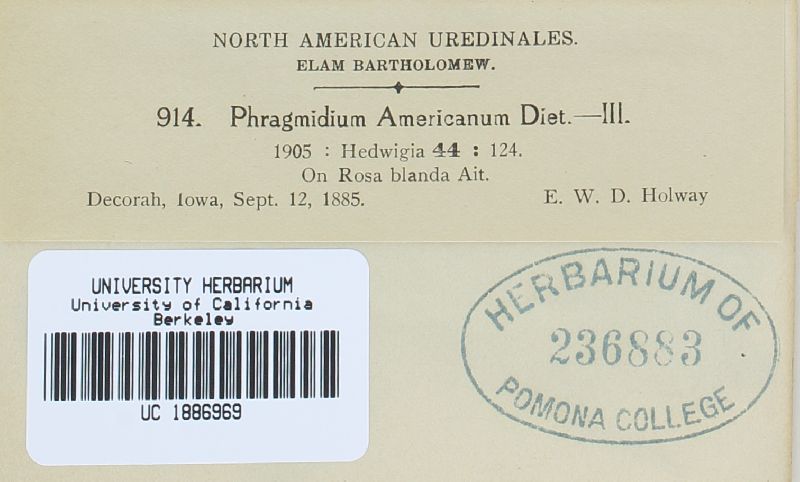 NORTH AMERICAN UREDINALES.
ELAM BARTHOLOMEW.
914. Phragmidium Americanum Diet.—III.
1905 : Hedwigia 44 : 124.
On Rosa blanda Ait.
Decorah, Iowa, Sept. 12, 1885. E. W. D. Holway
UNIVERSITY HERBARIUM
University of California
Berkeley
UC 1886969
HERBARIUM OF
236883
POMONA COLLEGE